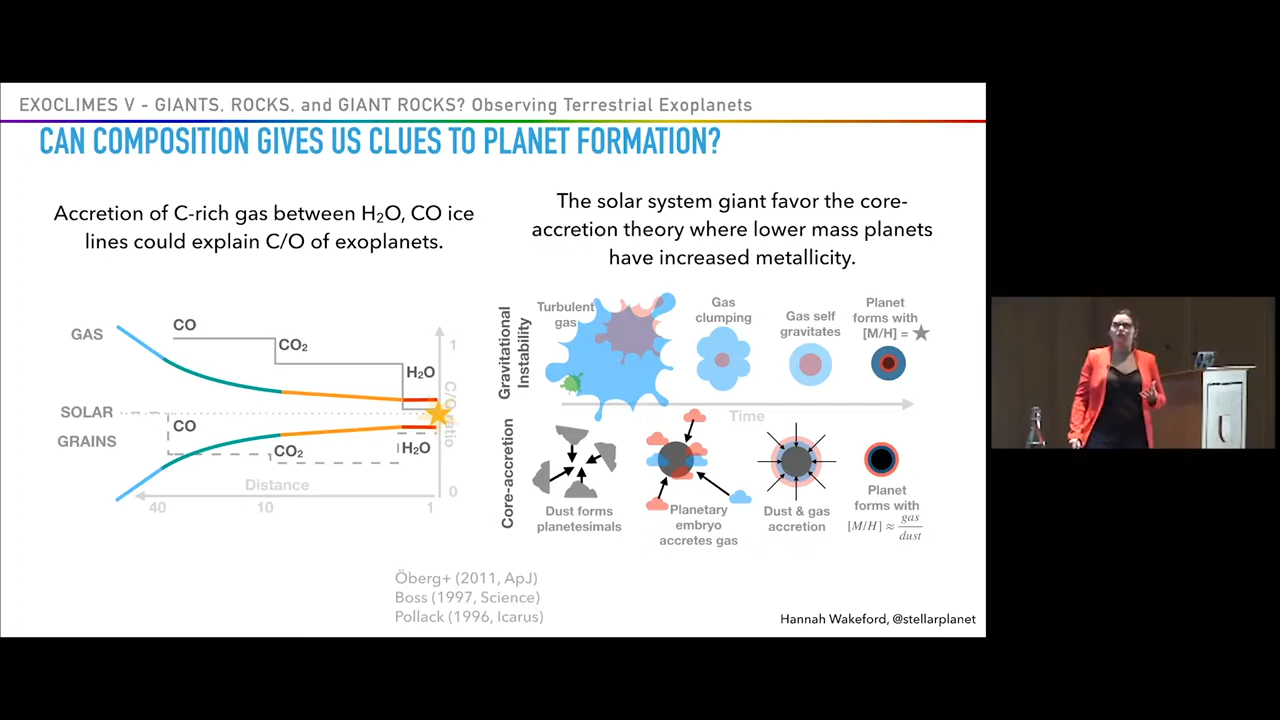 EXOCLIMES V - GIANTS, ROCKS, and GIANT ROCKS? Observing Terrestrial Exoplanets
CAN COMPOSITION GIVES US CLUES TO PLANET FORMATION?
Accretion of C-rich gas between H₂O, CO ice
lines could explain C/O of exoplanets.
GAS
CO
CO₂
H₂O
1
SOLAR
GRAINS
CO
CO₂
H₂O
C/O ratio
Distance
0
40
10
1
The solar system giant favor the core-
accretion theory where lower mass planets
have increased metallicity.
Gravitational
Instability
Turbulent
gas
Gas
clumping
Gas self
gravitates
Planet
forms with
[M/H] = ★
Time
Core-accretion
Dust forms
planetesimals
Planetary
embryo
accretes gas
Dust & gas
accretion
Planet
forms with
[M/H] ≈ gas/dust
Öberg+ (2011, ApJ)
Boss (1997, Science)
Pollack (1996, Icarus)
Hannah Wakeford, @stellarplanet